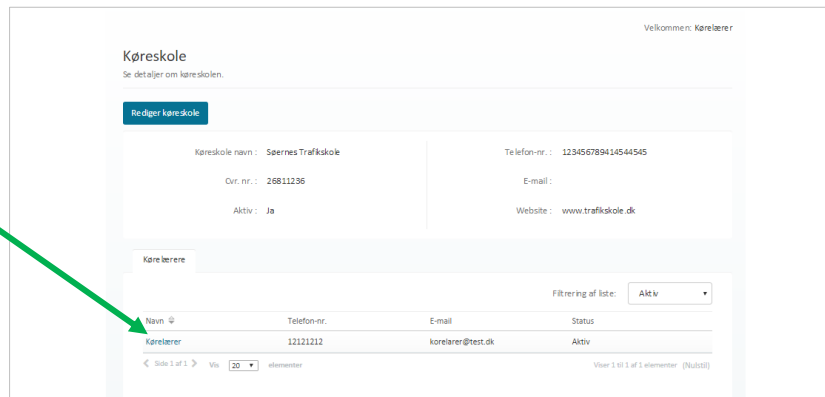 Velkommen: Kørelærer
Køreskole
Se detaljer om køreskolen.
Rediger køreskole
Køreskole navn : Søernes Trafikskole Telefon-nr. : 123456789414544545
Cvr. nr. : 26811236 E-mail :
Aktiv : Ja Website : www.trafikskole.dk
Kørelærere
Filtrering af liste: Aktiv
Navn Telefon-nr. E-mail Status
Kørelærer 12121212 korelarer@test.dk Aktiv
Side 1 af 1 Vis 20 elementer Viser 1 til 1 af 1 elementer (Nulstil)